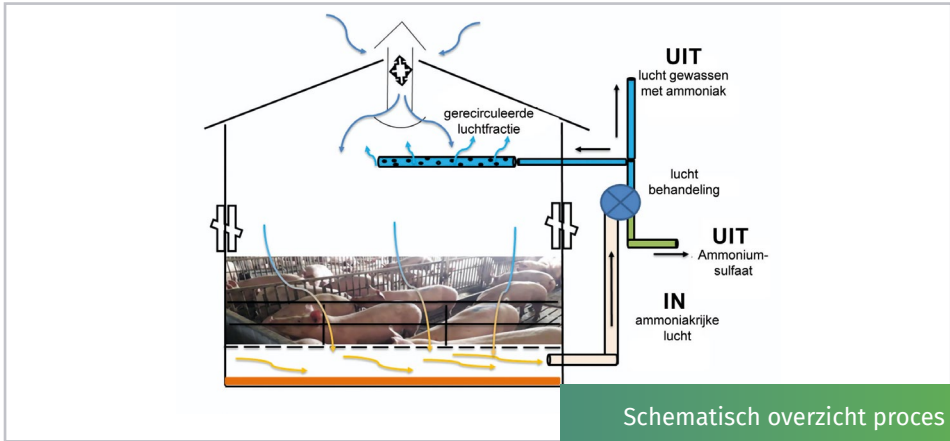 UIT
lucht gewassen
met ammoniak
gerecirculeerde
luchtfractie
lucht
behandeling
UIT
Ammonium-
sulfaat
IN
ammoniakrijke
lucht
Schematisch overzicht proces